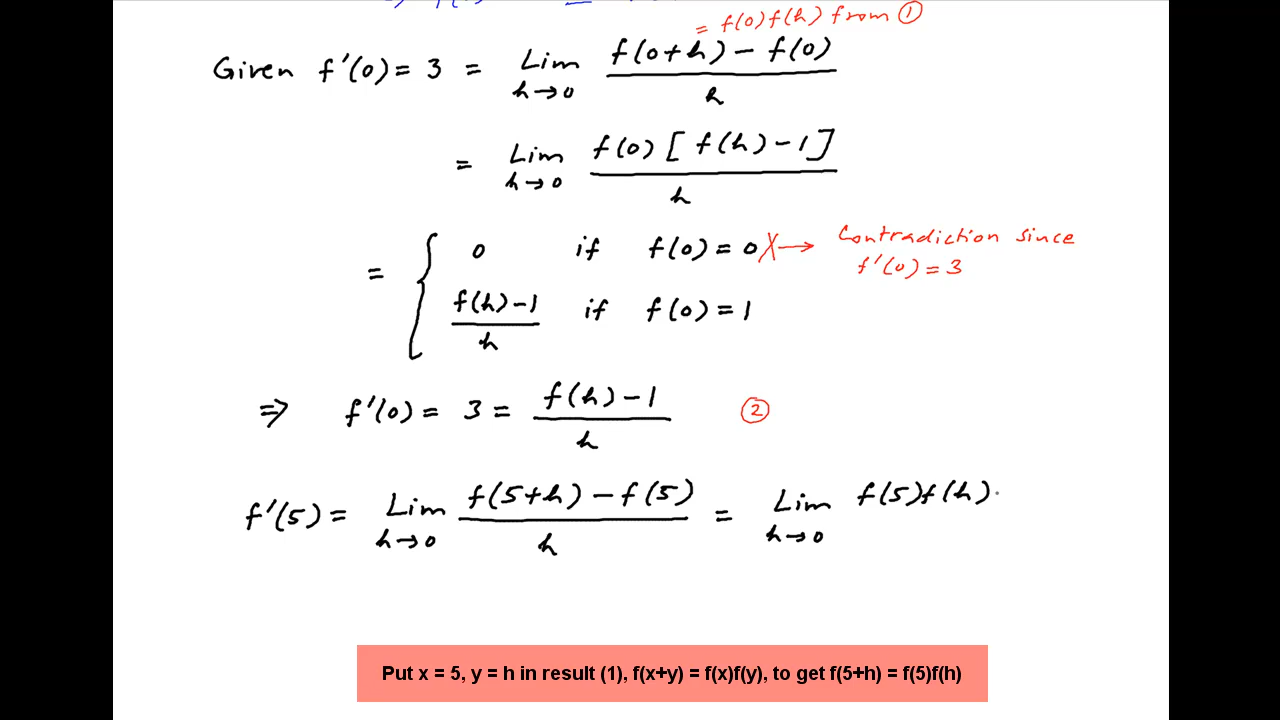 = f(0) f(h) from ①
Given f'(0) = 3 = Lim h→0 f(0+h) − f(0) / h
= Lim h→0 f(0) [ f(h) − 1 ] / h
= { 0 if f(0) = 0 X → Contradiction since
f'(0) = 3
f(h) − 1 / h if f(0) = 1
⇒ f'(0) = 3 = f(h) − 1 / h ②
f'(5) = Lim h→0 f(5+h) − f(5) / h = Lim h→0 f(5)f(h)
Put x = 5, y = h in result (1), f(x+y) = f(x)f(y), to get f(5+h) = f(5)f(h)